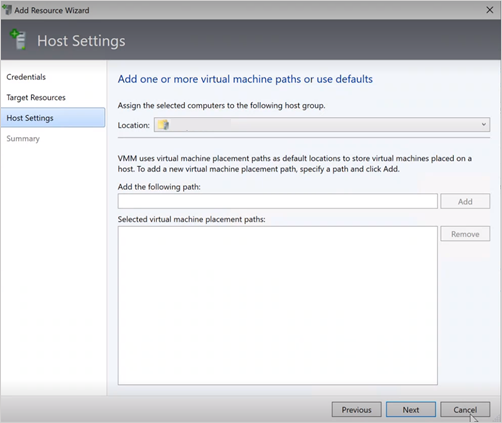 Add Resource Wizard
Host Settings
Credentials
Target Resources
Host Settings
Summary
Add one or more virtual machine paths or use defaults
Assign the selected computers to the following host group.
Location:
VMM uses virtual machine placement paths as default locations to store virtual machines placed on a
host. To add a new virtual machine placement path, specify a path and click Add.
Add the following path:
Add
Selected virtual machine placement paths:
Remove
Previous
Next
Cancel